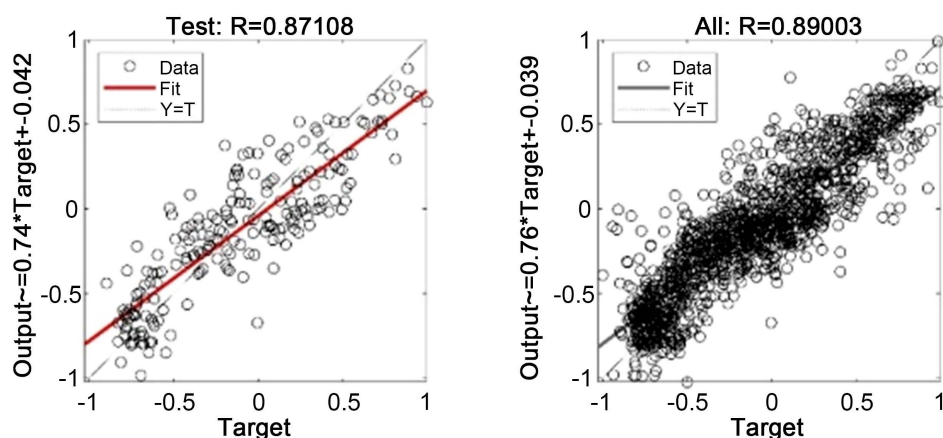 Test: R=0.87108
Output~=0.74*Target+-0.042
1
0.5
0
-0.5
-1
Data
Fit
Y=T
-1
-0.5
0
0.5
1
Target
All: R=0.89003
Output~=0.76*Target+-0.039
1
0.5
0
-0.5
-1
Data
Fit
Y=T
-1
-0.5
0
0.5
1
Target